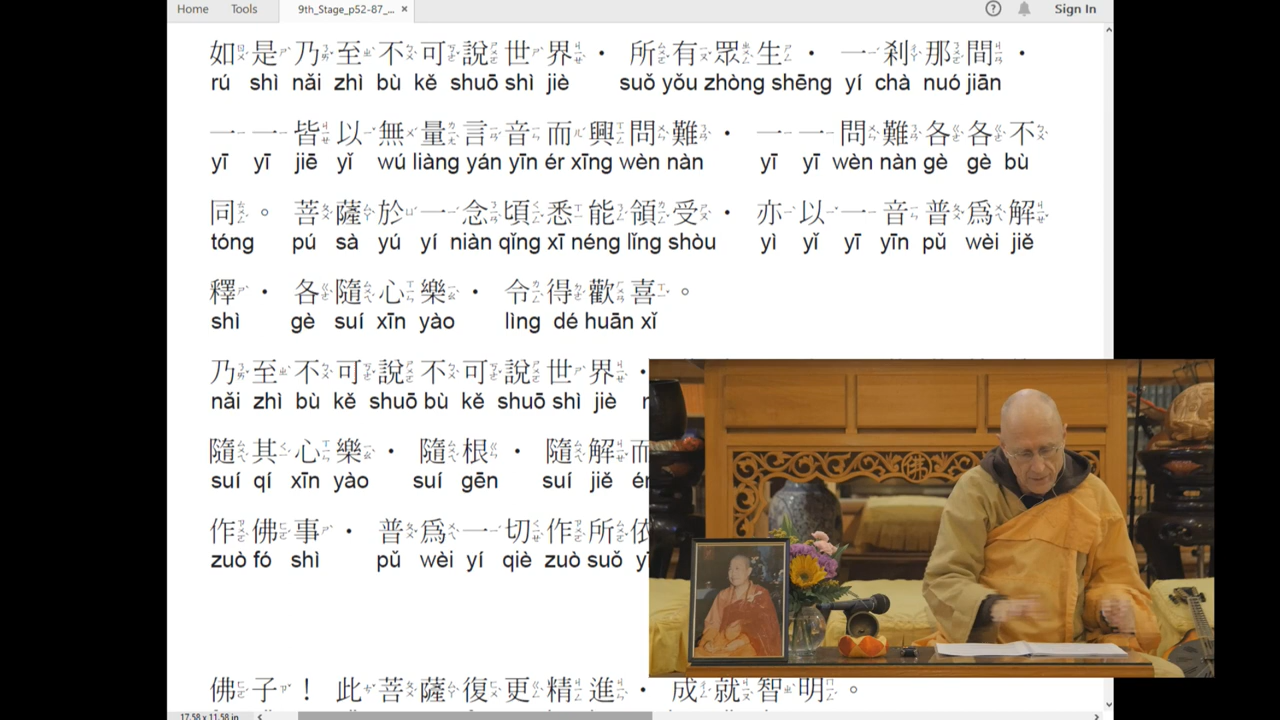 Home Tools 9th_Stage_p52-87_... × ? Sign In
如是乃至不可說世界・所有眾生・一剎那間・
rú shì nǎi zhì bù kě shuō shì jiè suǒ yǒu zhòng shēng yí chà nuó jiān
一一皆以無量言音而興問難・一一問難各各不
yī yī jiē yǐ wú liàng yán yīn ér xīng wèn nàn yī yī wèn nàn gè gè bù
同。菩薩於一念頃悉能領受・亦以一音普爲解
tóng pú sà yú yí niàn qǐng xī néng lǐng shòu yì yǐ yī yīn pǔ wèi jiě
釋・各隨心樂・令得歡喜。
shì gè suí xīn yào lìng dé huān xǐ
乃至不可說不可說世界・
nǎi zhì bù kě shuō bù kě shuō shì jiè
隨其心樂・隨根・隨解而
suí qí xīn yào suí gēn suí jiě
作佛事・普爲一切作所依
zuò fó shì pǔ wèi yí qiè zuò suǒ
佛子！此菩薩復更精進・成就智明。
17.58 x 11.58 in
佛